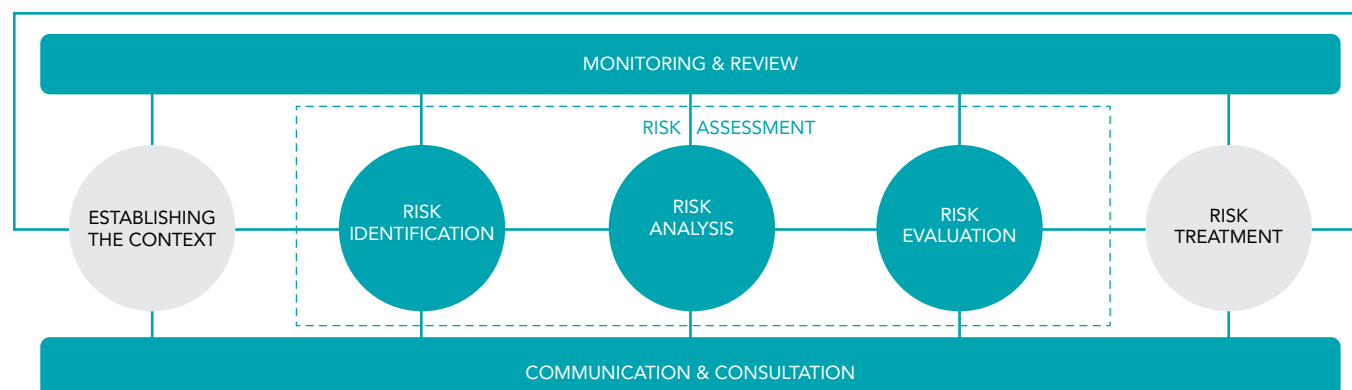 MONITORING & REVIEW
RISK ASSESSMENT
ESTABLISHING
THE CONTEXT
RISK
IDENTIFICATION
RISK
ANALYSIS
RISK
EVALUATION
RISK
TREATMENT
COMMUNICATION & CONSULTATION